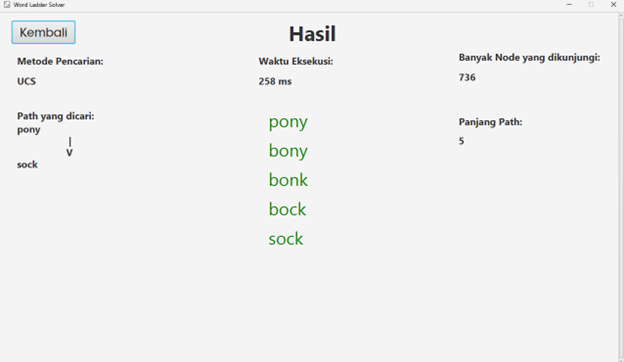 Word Ladder Solver
Kembali
Hasil
Metode Pencarian:
UCS
Waktu Eksekusi:
258 ms
Banyak Node yang dikunjungi:
736
Path yang dicari:
pony
|
V
sock
pony
bony
bonk
bock
sock
Panjang Path:
5